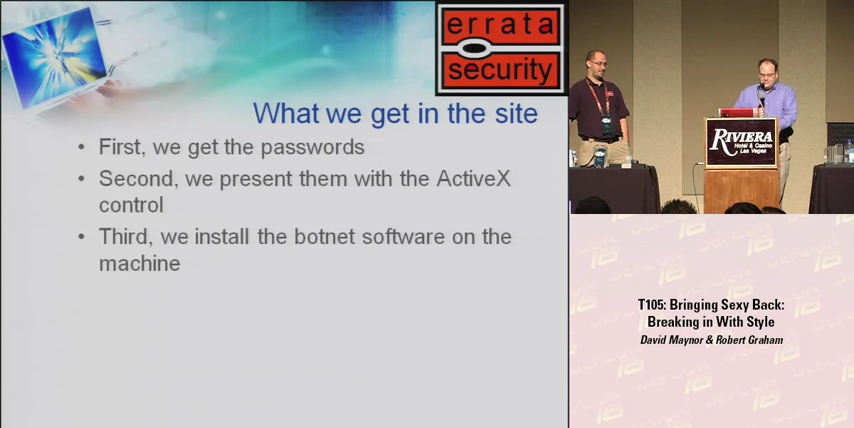 errata
security
What we get in the site
• First, we get the passwords
• Second, we present them with the ActiveX
control
• Third, we install the botnet software on the
machine
RIVIERA
Hotel & Casino
Las Vegas
T105: Bringing Sexy Back:
Breaking in With Style
David Maynor & Robert Graham